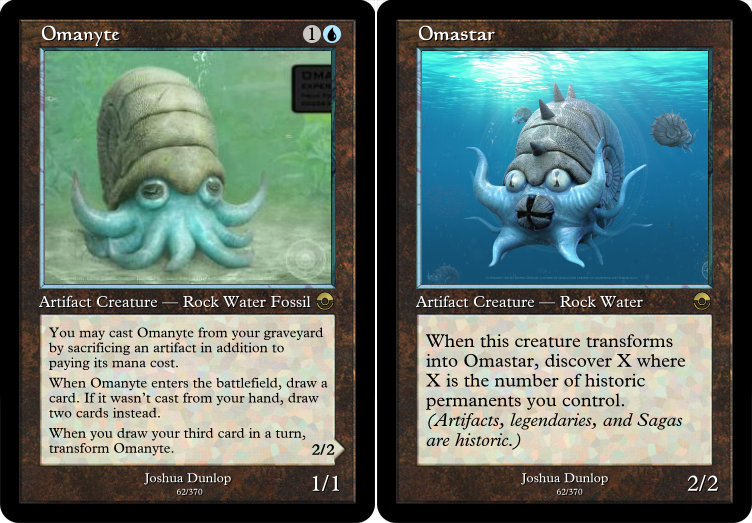 Omanyte
1
OMA
EXPER
Artifact Creature — Rock Water Fossil
You may cast Omanyte from your graveyard
by sacrificing an artifact in addition to
paying its mana cost.
When Omanyte enters the battlefield, draw a
card. If it wasn't cast from your hand, draw
two cards instead.
When you draw your third card in a turn,
transform Omanyte.
2/2
Joshua Dunlop
62/370
1/1
Omastar
Artifact Creature — Rock Water
When this creature transforms
into Omastar, discover X where
X is the number of historic
permanents you control.
(Artifacts, legendaries, and Sagas
are historic.)
Joshua Dunlop
62/370
2/2